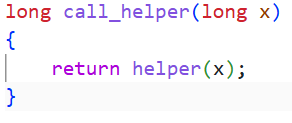 long call_helper(long x)
{
    return helper(x);
}